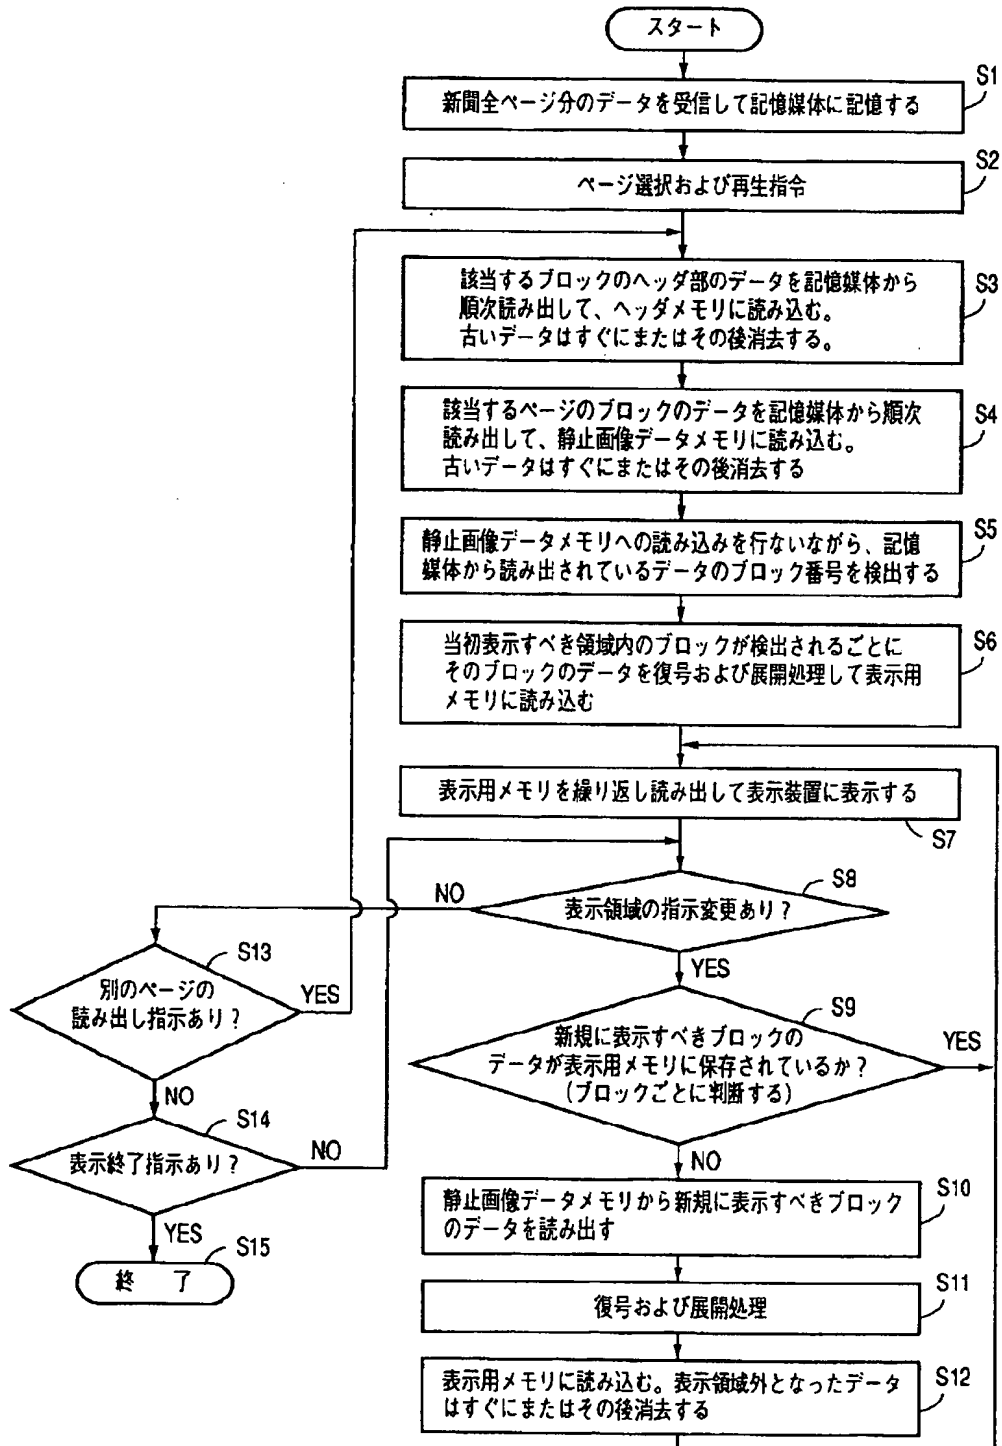 スタート
S1
新聞全ページ分のデータを受信して記憶媒体に記憶する
S2
ページ選択および再生指令
S3
該当するブロックのヘッダ部のデータを記憶媒体から
順次読み出して、ヘッダメモリに読み込む。
古いデータはすぐにまたはその後消去する。
S4
該当するページのブロックのデータを記憶媒体から順次
読み出して、静止画像データメモリに読み込む。
古いデータはすぐにまたはその後消去する
S5
静止画像データメモリへの読み込みを行ないながら、記憶
媒体から読み出されているデータのブロック番号を検出する
S6
当初表示すべき領域内のブロックが検出されるごとに
そのブロックのデータを復号および展開処理して表示用
メモリに読み込む
表示用メモリを繰り返し読み出して表示装置に表示する
S7
S8
NO
表示領域の指示変更あり?
YES
S13
別のページの
読み出し指示あり?
YES
NO
S9
新規に表示すべきブロックの
データが表示用メモリに保存されているか?
(ブロックごとに判断する)
YES
NO
S14
表示終了指示あり?
NO
YES
S15
終 了
S10
静止画像データメモリから新規に表示すべきブロック
のデータを読み出す
S11
復号および展開処理
S12
表示用メモリに読み込む。表示領域外となったデータ
はすぐにまたはその後消去する